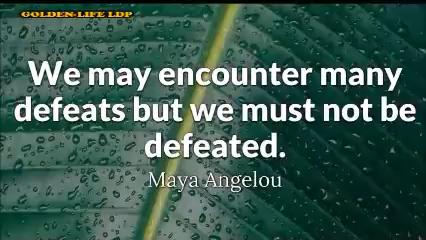 GOLDEN-LIFE LDP
We may encounter many
defeats but we must not be
defeated.
Maya Angelou